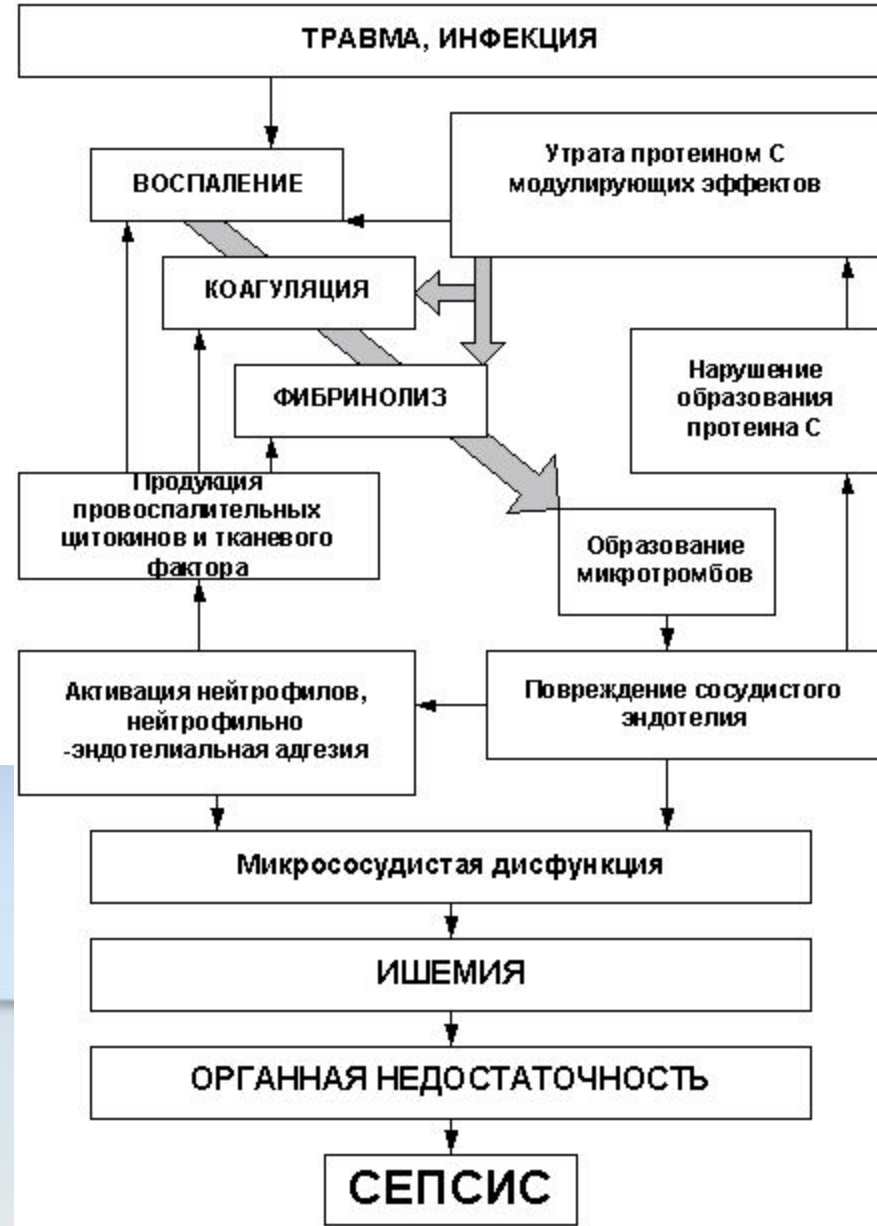 ТРАВМА, ИНФЕКЦИЯ
Утрата протеином С
модулирующих эффектов
ВОСПАЛЕНИЕ
КОАГУЛЯЦИЯ
Нарушение
образования
протеина С
ФИБРИНОЛИЗ
Продукция
провоспалительных
цитокинов и тканевого
фактора
Образование
микротромбов
Активация нейтрофилов,
нейтрофильно
-эндотелиальная адгезия
Повреждение сосудистого
эндотелия
Микрососудистая дисфункция
ИШЕМИЯ
ОРГАННАЯ НЕДОСТАТОЧНОСТЬ
СЕПСИС